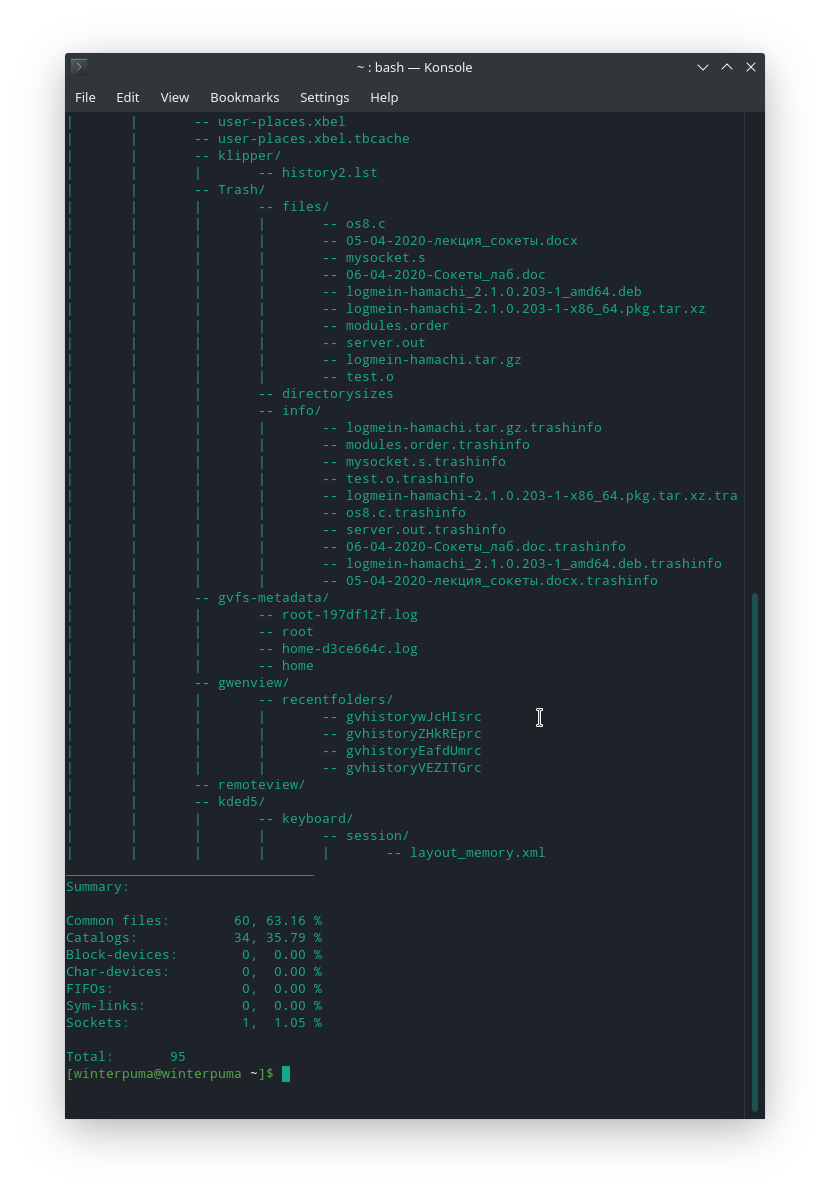 ~ : bash — Konsole
File Edit View Bookmarks Settings Help
| | -- user-places.xbel
| | -- user-places.xbel.tbcache
| | -- klipper/
| | | -- history2.lst
| | -- Trash/
| | | -- files/
| | | | -- os8.c
| | | | -- 05-04-2020-лекция_сокеты.docx
| | | | -- mysocket.s
| | | | -- 06-04-2020-Сокеты_лаб.doc
| | | | -- logmein-hamachi_2.1.0.203-1_amd64.deb
| | | | -- logmein-hamachi-2.1.0.203-1-x86_64.pkg.tar.xz
| | | | -- modules.order
| | | | -- server.out
| | | | -- logmein-hamachi.tar.gz
| | | | -- test.o
| | | -- directorysizes
| | | -- info/
| | | | -- logmein-hamachi.tar.gz.trashinfo
| | | | -- modules.order.trashinfo
| | | | -- mysocket.s.trashinfo
| | | | -- test.o.trashinfo
| | | | -- logmein-hamachi-2.1.0.203-1-x86_64.pkg.tar.xz.tra
| | | | -- os8.c.trashinfo
| | | | -- server.out.trashinfo
| | | | -- 06-04-2020-Сокеты_лаб.doc.trashinfo
| | | | -- logmein-hamachi_2.1.0.203-1_amd64.deb.trashinfo
| | | | -- 05-04-2020-лекция_сокеты.docx.trashinfo
| | -- gvfs-metadata/
| | | -- root-197df12f.log
| | | -- root
| | | -- home-d3ce664c.log
| | | -- home
| | -- gwenview/
| | | -- recentfolders/
| | | | -- gvhistorywJcHIsrc
| | | | -- gvhistoryZHkREprc
| | | | -- gvhistoryEafdUmrc
| | | | -- gvhistoryVEZITGrc
| | -- remoteview/
| | -- kded5/
| | | -- keyboard/
| | | | -- session/
| | | | | -- layout_memory.xml
_______________________________
Summary:
Common files: 60, 63.16 %
Catalogs: 34, 35.79 %
Block-devices: 0, 0.00 %
Char-devices: 0, 0.00 %
FIFOs: 0, 0.00 %
Sym-links: 0, 0.00 %
Sockets: 1, 1.05 %
Total: 95
[winterpuma@winterpuma ~]$